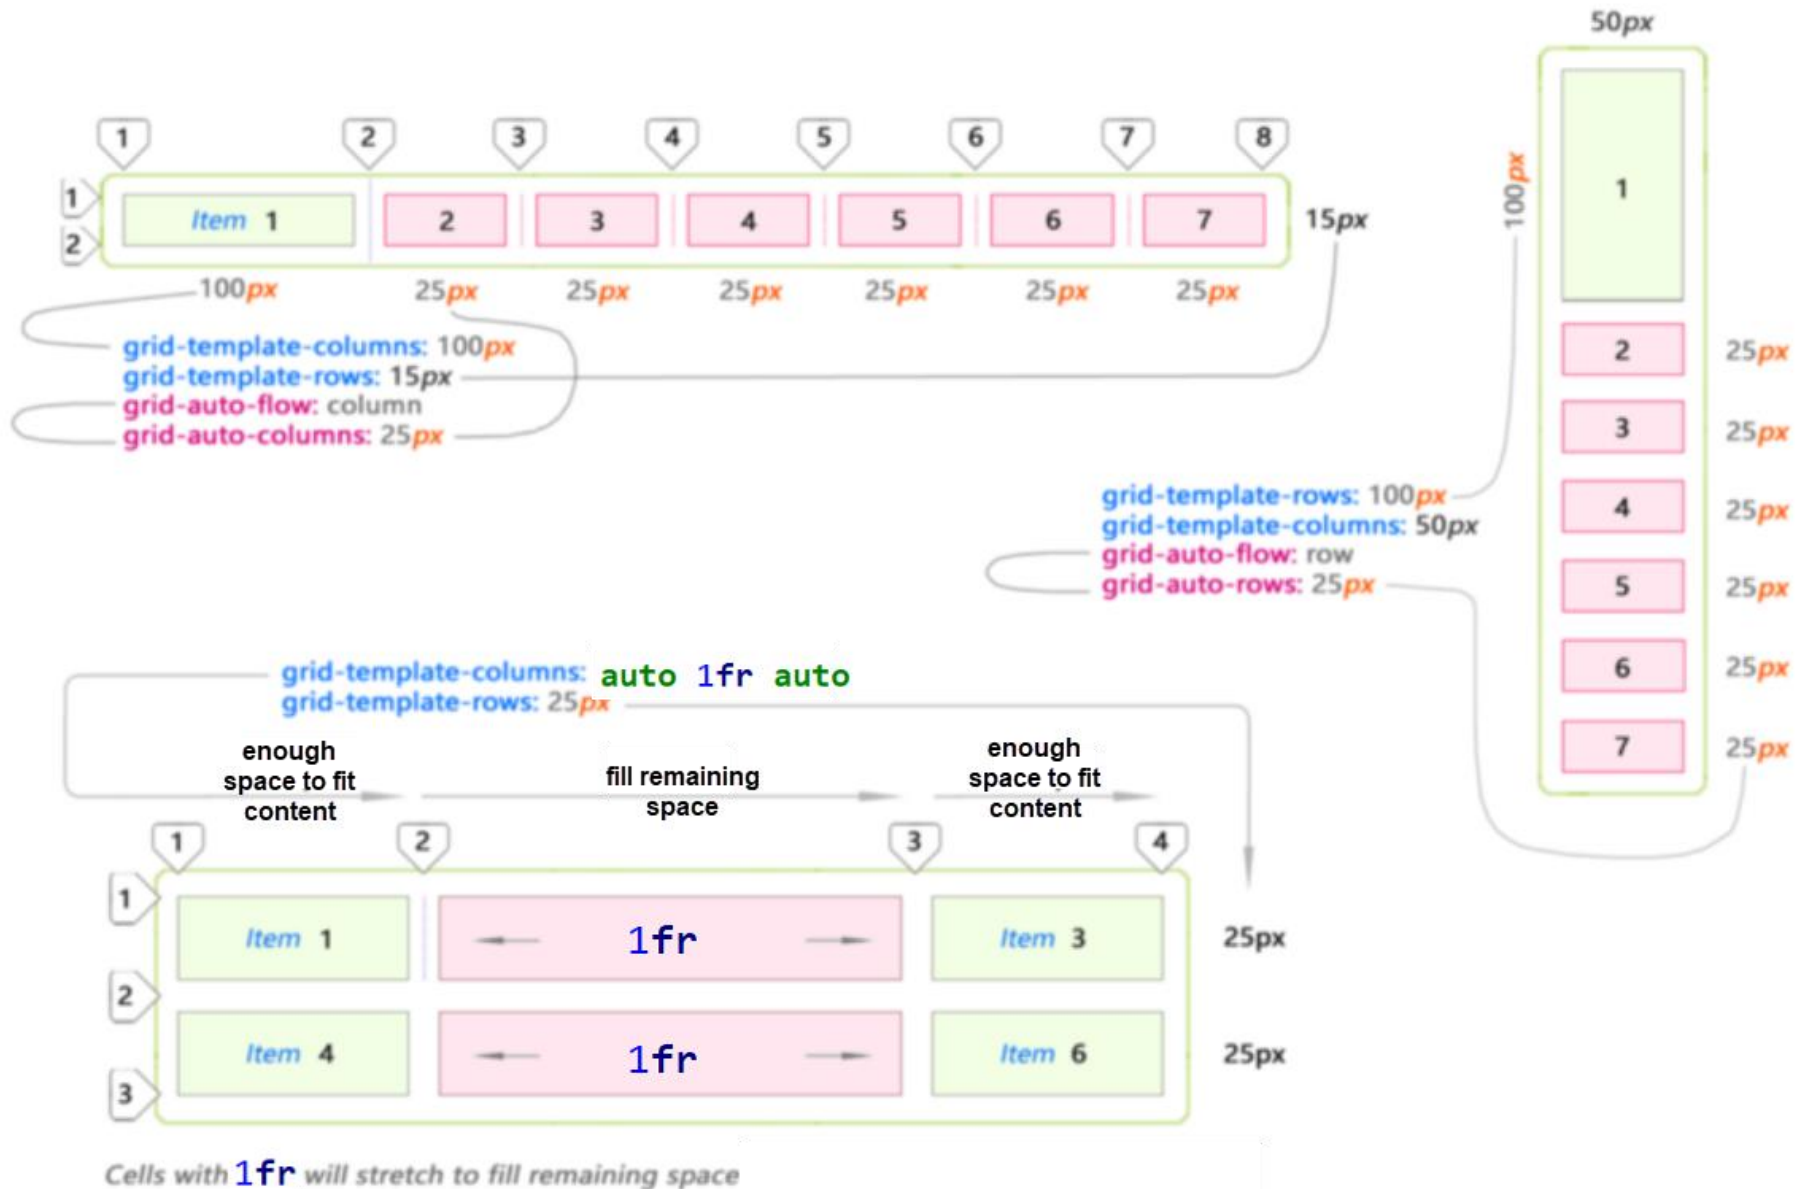 50px
1 2 3 4 5 6 7 8
1
2
Item 1 2 3 4 5 6 7
15px
100px 25px 25px 25px 25px 25px 25px
grid-template-columns: 100px
grid-template-rows: 15px
grid-auto-flow: column
grid-auto-columns: 25px
100px
1
2 25px
3 25px
4 25px
5 25px
6 25px
7 25px
grid-template-rows: 100px
grid-template-columns: 50px
grid-auto-flow: row
grid-auto-rows: 25px
grid-template-columns: auto 1fr auto
grid-template-rows: 25px
enough
space to fit
content
fill remaining
space
enough
space to fit
content
1 2 3 4
1
Item 1 1fr Item 3 25px
2
Item 4 1fr Item 6 25px
3
Cells with 1fr will stretch to fill remaining space